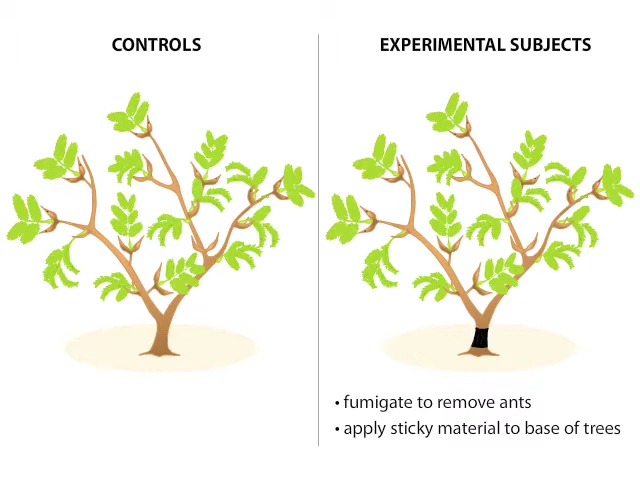 CONTROLS
EXPERIMENTAL SUBJECTS
• fumigate to remove ants
• apply sticky material to base of trees